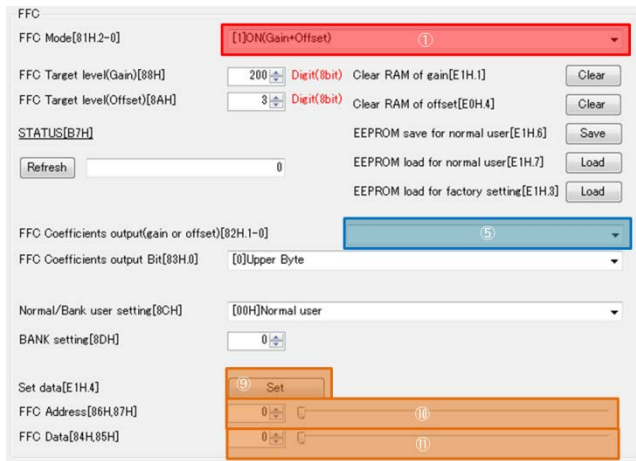 FFC
FFC Mode[81H.2-0] [1]ON(Gain+Offset) ①
FFC Target level(Gain)[88H] 200 Digit(8bit) Clear RAM of gain[E1H.1] Clear
FFC Target level(Offset)[8AH] 3 Digit(8bit) Clear RAM of offset[E0H.4] Clear
STATUS[B7H] EEPROM save for normal user[E1H.6] Save
Refresh 0 EEPROM load for normal user[E1H.7] Load
EEPROM load for factory setting[E1H.3] Load
FFC Coefficients output(gain or offset)[82H.1-0] ⑤
FFC Coefficients output Bit[83H.0] [0]Upper Byte
Normal/Bank user setting[8CH] [00H]Normal user
BANK setting[8DH] 0
Set data[E1H.4] ⑨ Set
FFC Address[86H,87H] 0 ⑩
FFC Data[84H,85H] 0 ⑪